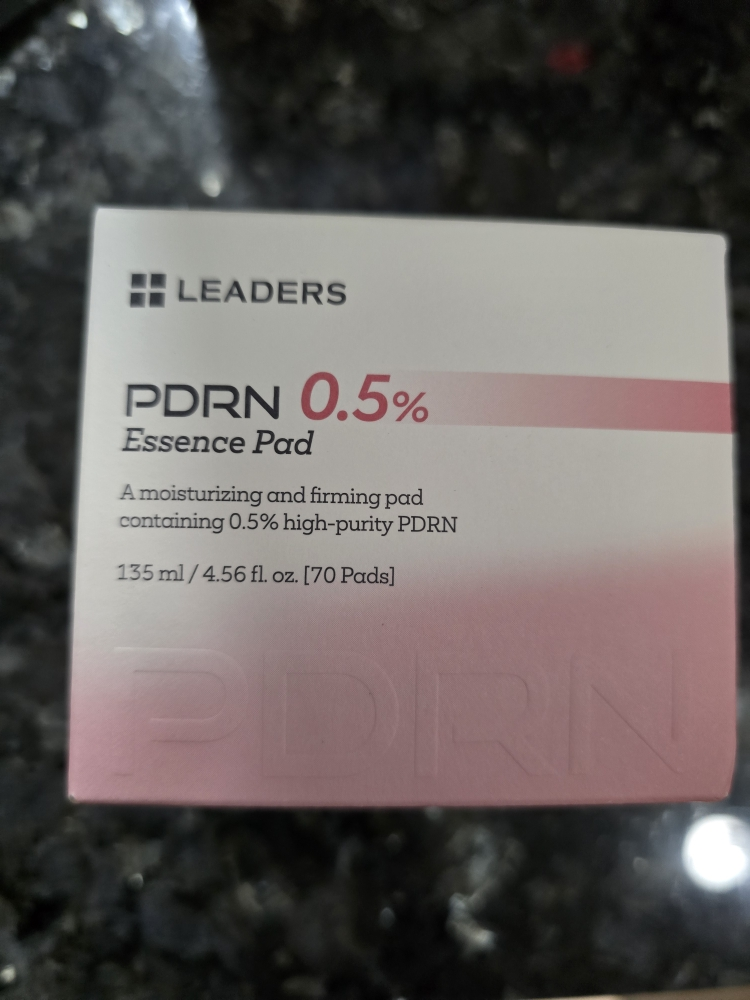 LEADERS
PDRN 0.5%
Essence Pad
A moisturizing and firming pad
containing 0.5% high-purity PDRN
135 ml / 4.56 fl. oz. [70 Pads]
PDRN